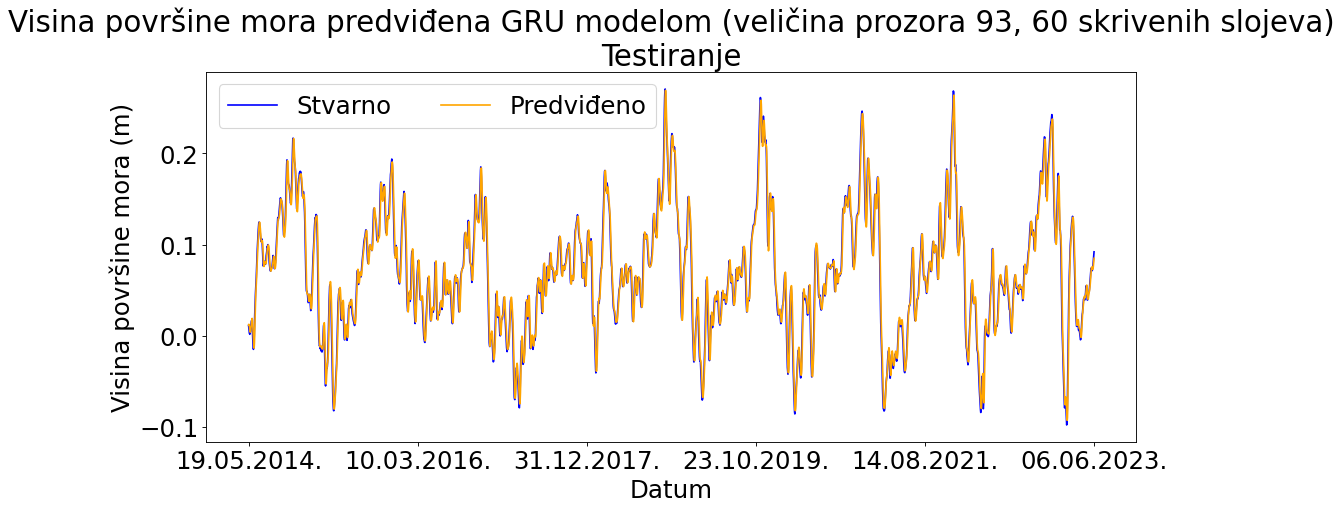 Visina površine mora predviđena GRU modelom (veličina prozora 93, 60 skrivenih slojeva)
Testiranje
Stvarno
Predviđeno
Visina površine mora (m)
0.2
0.1
0.0
−0.1
19.05.2014.
10.03.2016.
31.12.2017.
23.10.2019.
14.08.2021.
06.06.2023.
Datum